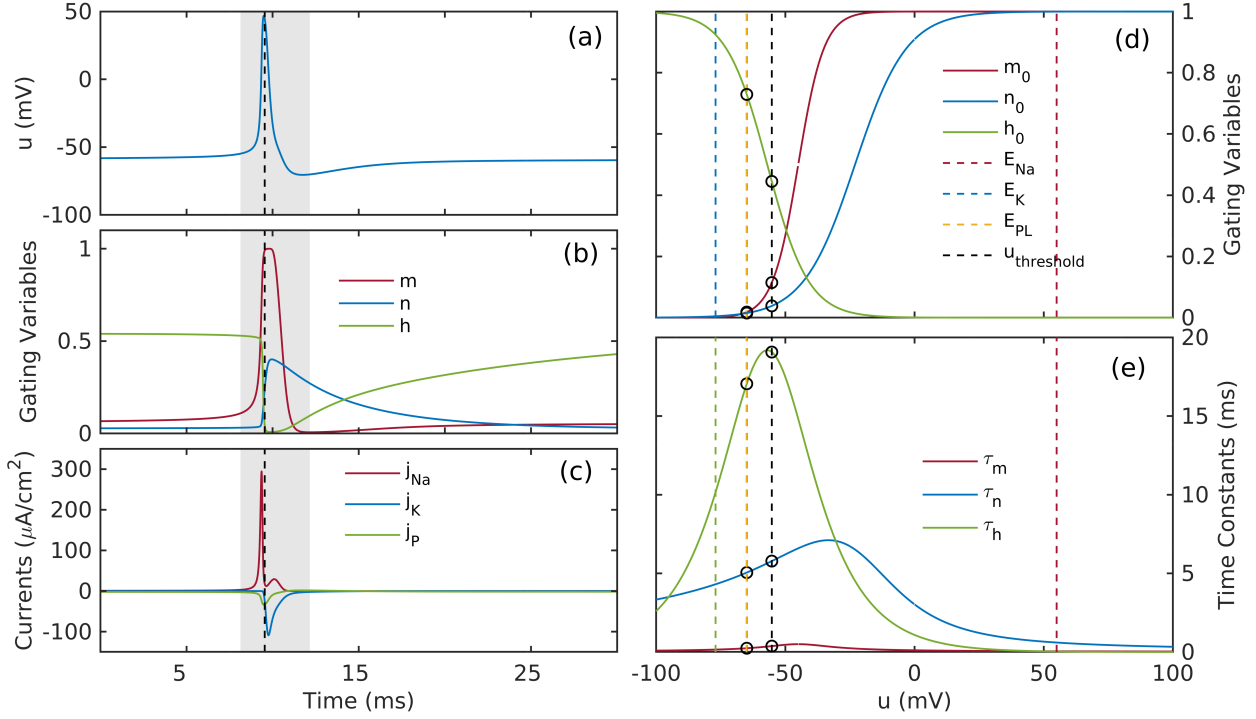 (a)
50
0
-50
-100
u (mV)
(b)
1
0.5
0
Gating Variables
m
n
h
(c)
300
200
100
0
-100
Currents (μA/cm²)
j_Na
j_K
j_P
5
15
25
Time (ms)
(d)
1
0.8
0.6
0.4
0.2
0
Gating Variables
m_0
n_0
h_0
E_Na
E_K
E_PL
u_threshold
(e)
20
15
10
5
0
Time Constants (ms)
τ_m
τ_n
τ_h
-100
-50
0
50
100
u (mV)